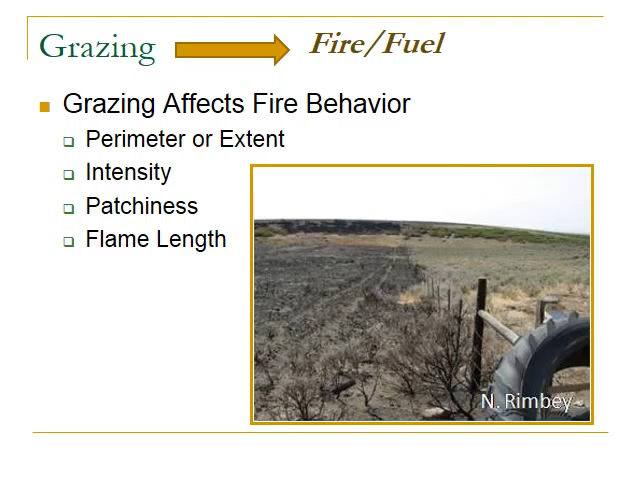 Grazing
Fire/Fuel
Grazing Affects Fire Behavior
Perimeter or Extent
Intensity
Patchiness
Flame Length
N. Rimbey